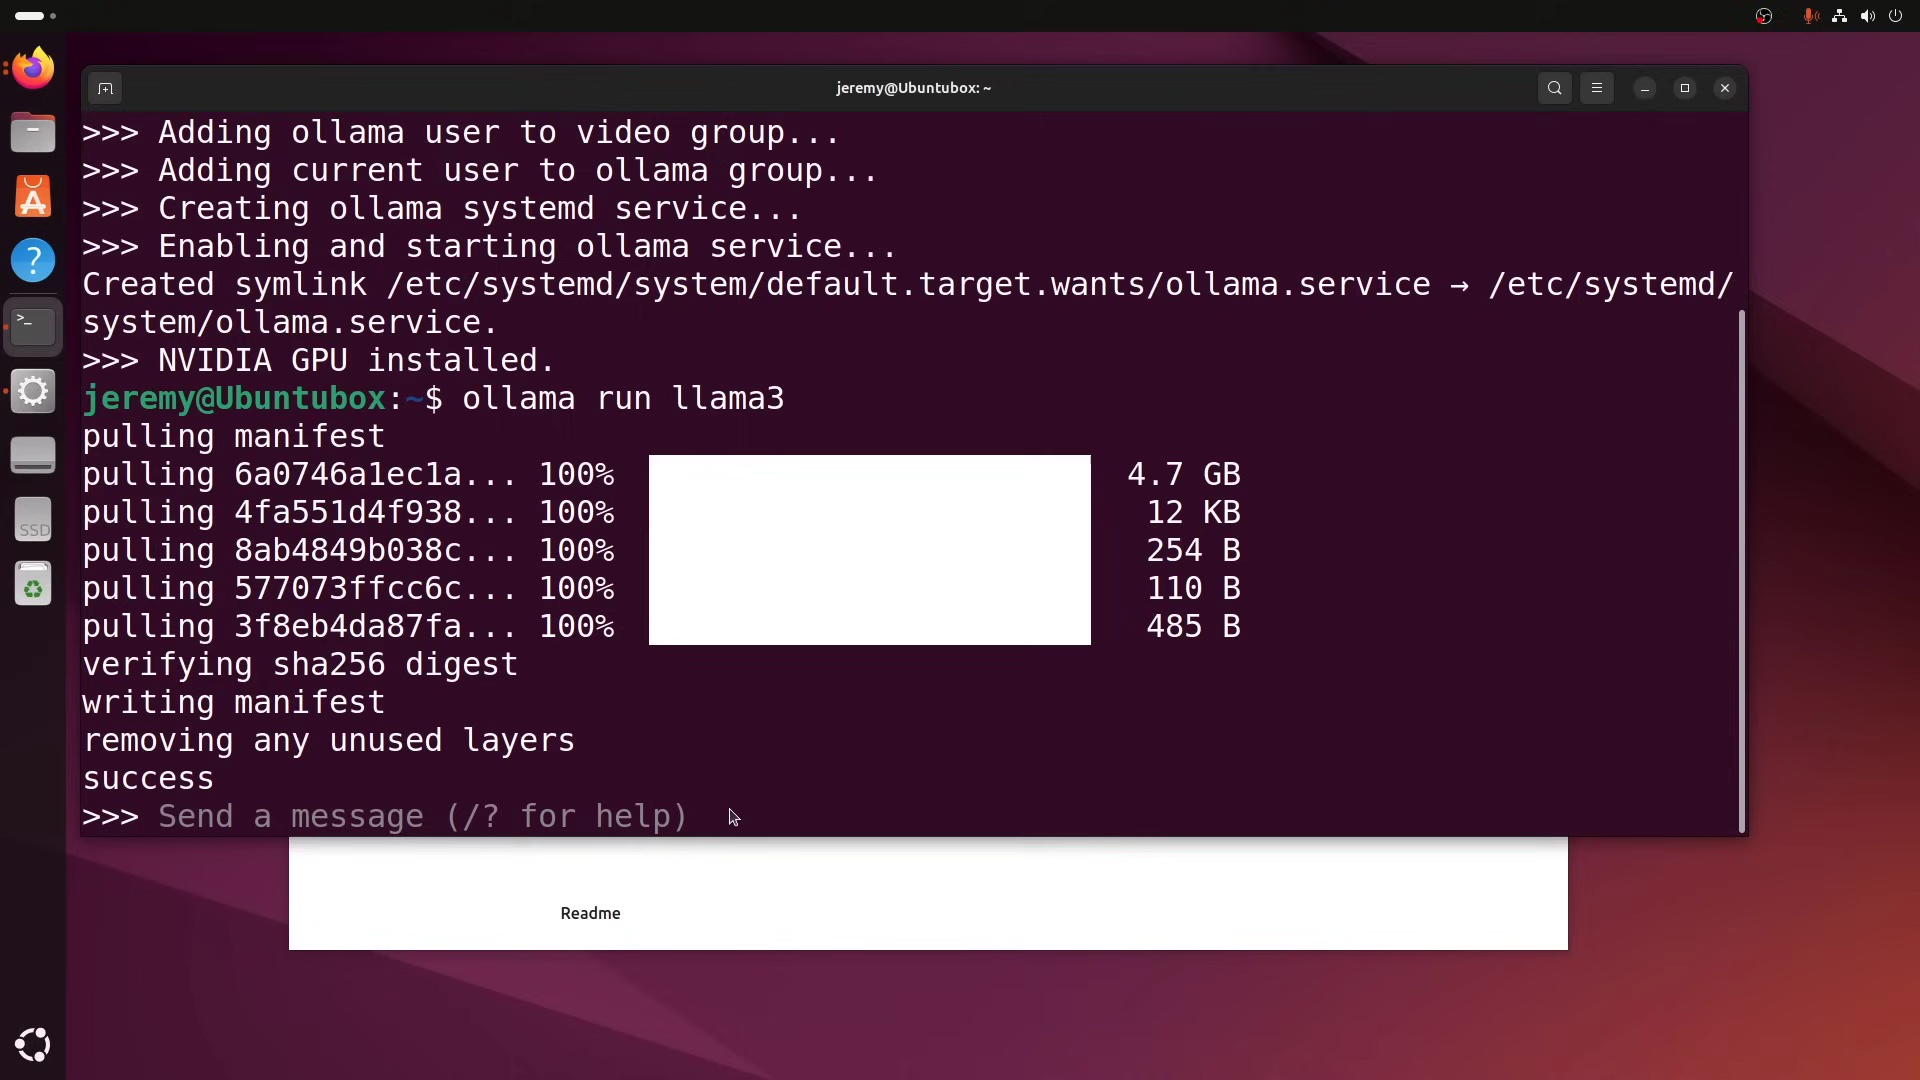 jeremy@Ubuntubox: ~
>>> Adding ollama user to video group...
>>> Adding current user to ollama group...
>>> Creating ollama systemd service...
>>> Enabling and starting ollama service...
Created symlink /etc/systemd/system/default.target.wants/ollama.service → /etc/systemd/
system/ollama.service.
>>> NVIDIA GPU installed.
jeremy@Ubuntubox:~$ ollama run llama3
pulling manifest
pulling 6a0746a1ec1a... 100% 4.7 GB
pulling 4fa551d4f938... 100% 12 KB
pulling 8ab4849b038c... 100% 254 B
pulling 577073ffcc6c... 100% 110 B
pulling 3f8eb4da87fa... 100% 485 B
verifying sha256 digest
writing manifest
removing any unused layers
success
>>> Send a message (/? for help)
SSD
Readme